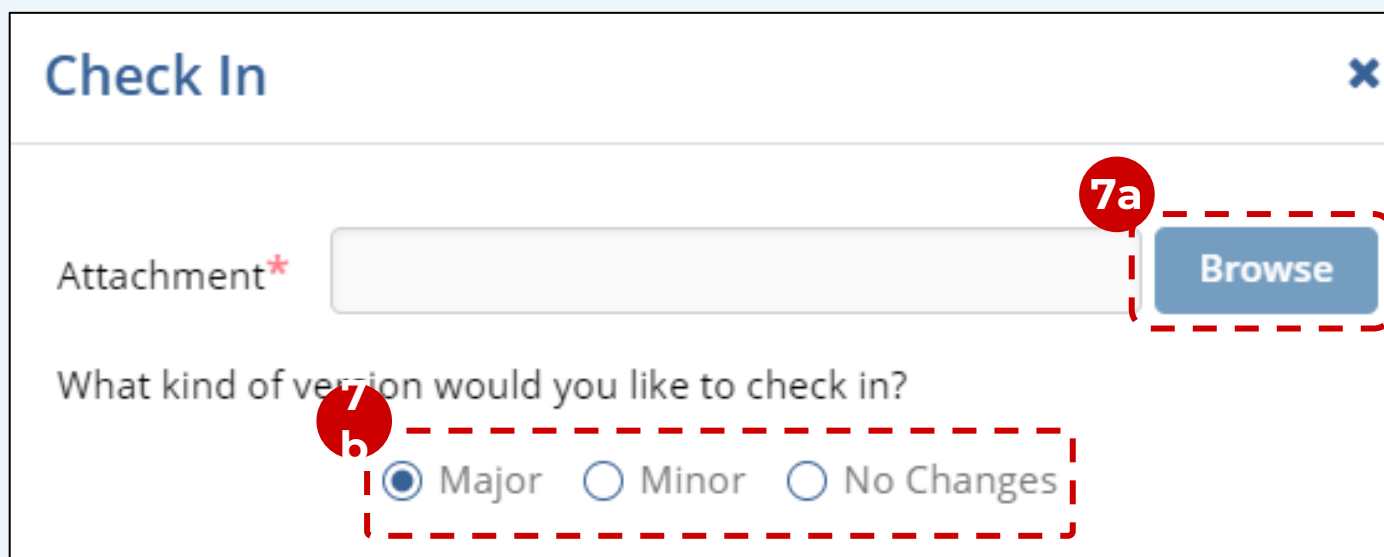 Check In
7a
Attachment*
Browse
What kind of version would you like to check in?
7
b
Major Minor No Changes